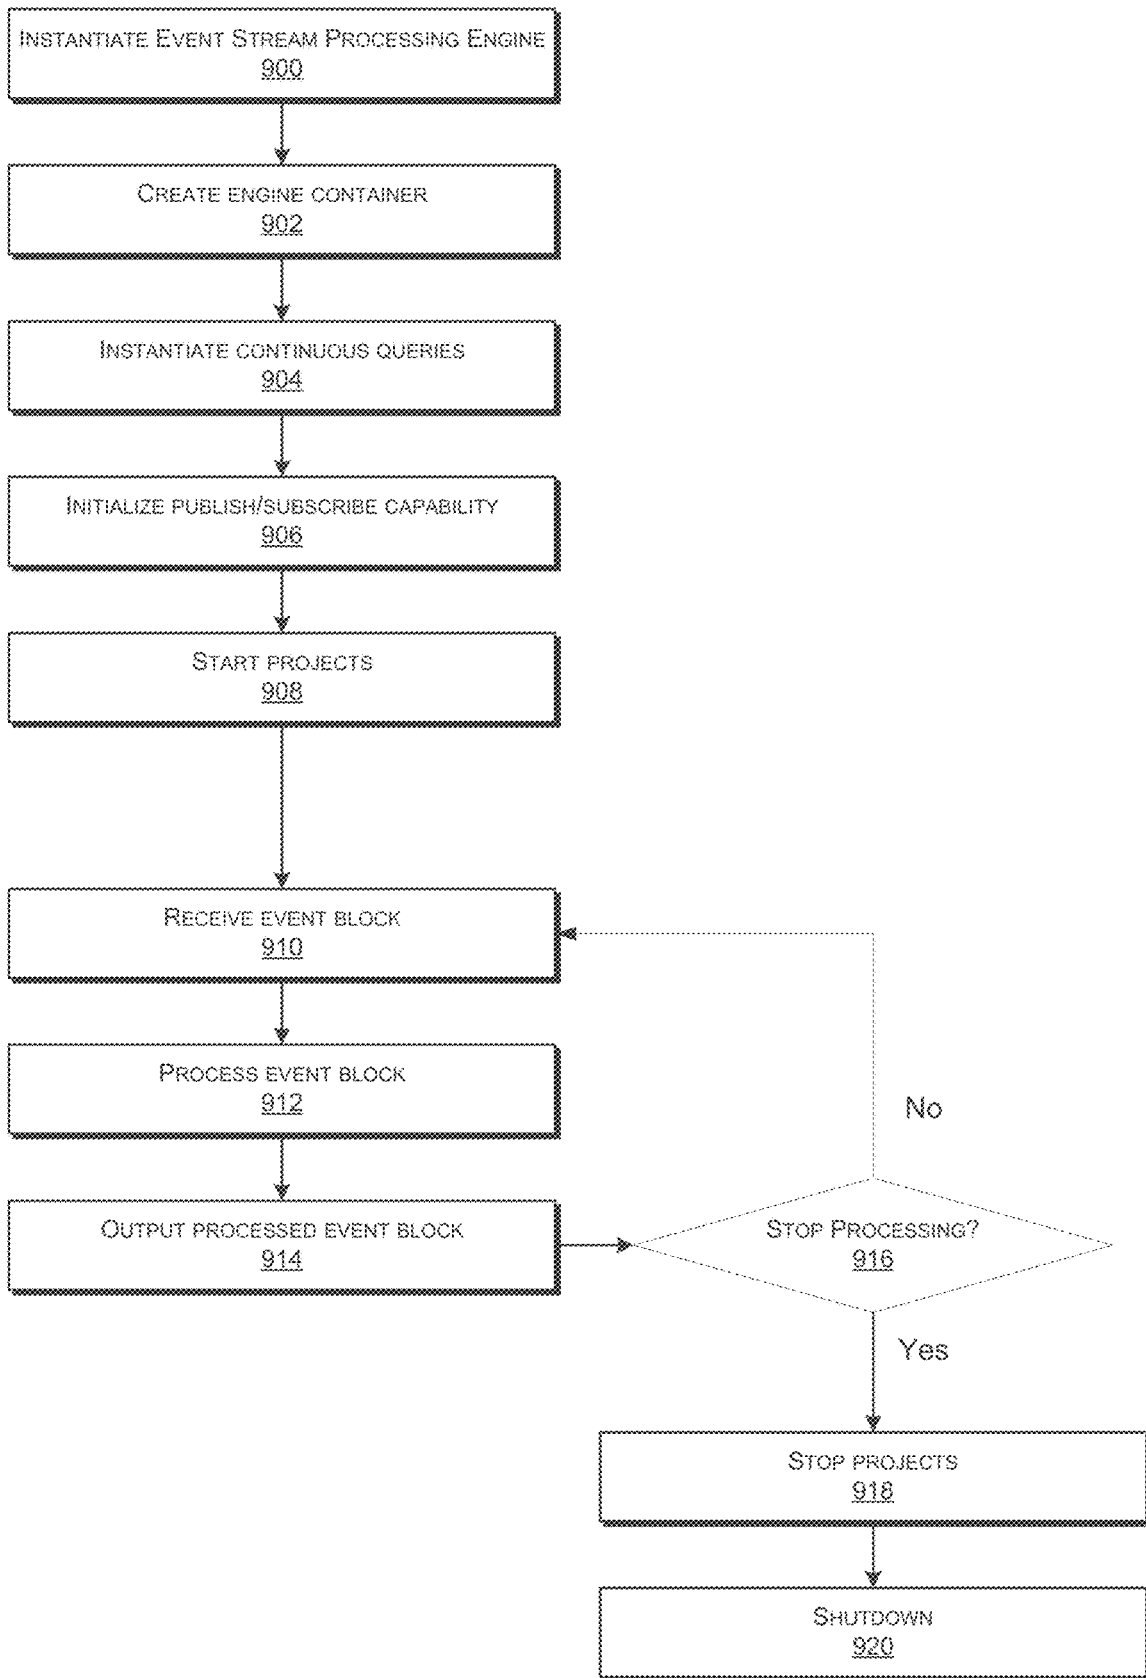 Instantiate Event Stream Processing Engine
900
Create engine container
902
Instantiate continuous queries
904
Initialize publish/subscribe capability
906
Start projects
908
Receive event block
910
Process event block
912
No
Output processed event block
914
Stop Processing?
916
Yes
Stop projects
918
Shutdown
920